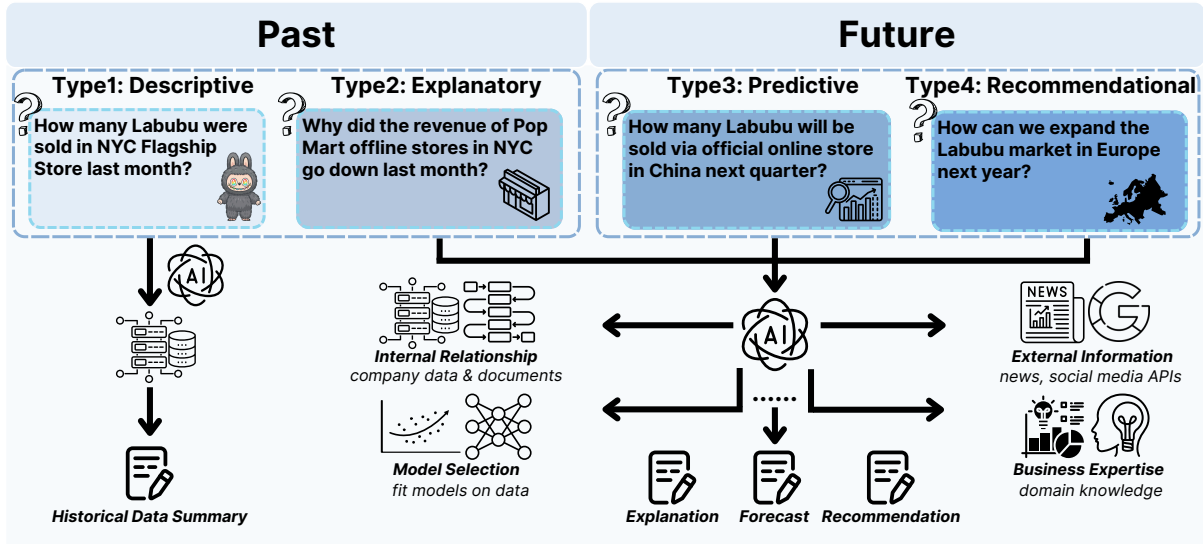 Past
Future
Type1: Descriptive
Type2: Explanatory
Type3: Predictive
Type4: Recommendational
How many Labubu were
sold in NYC Flagship
Store last month?
Why did the revenue of Pop
Mart offline stores in NYC
go down last month?
How many Labubu will be
sold via official online store
in China next quarter?
How can we expand the
Labubu market in Europe
next year?
AI
AI
NEWS
Internal Relationship
company data & documents
External Information
news, social media APIs
Model Selection
fit models on data
......
Business Expertise
domain knowledge
Historical Data Summary
Explanation
Forecast
Recommendation